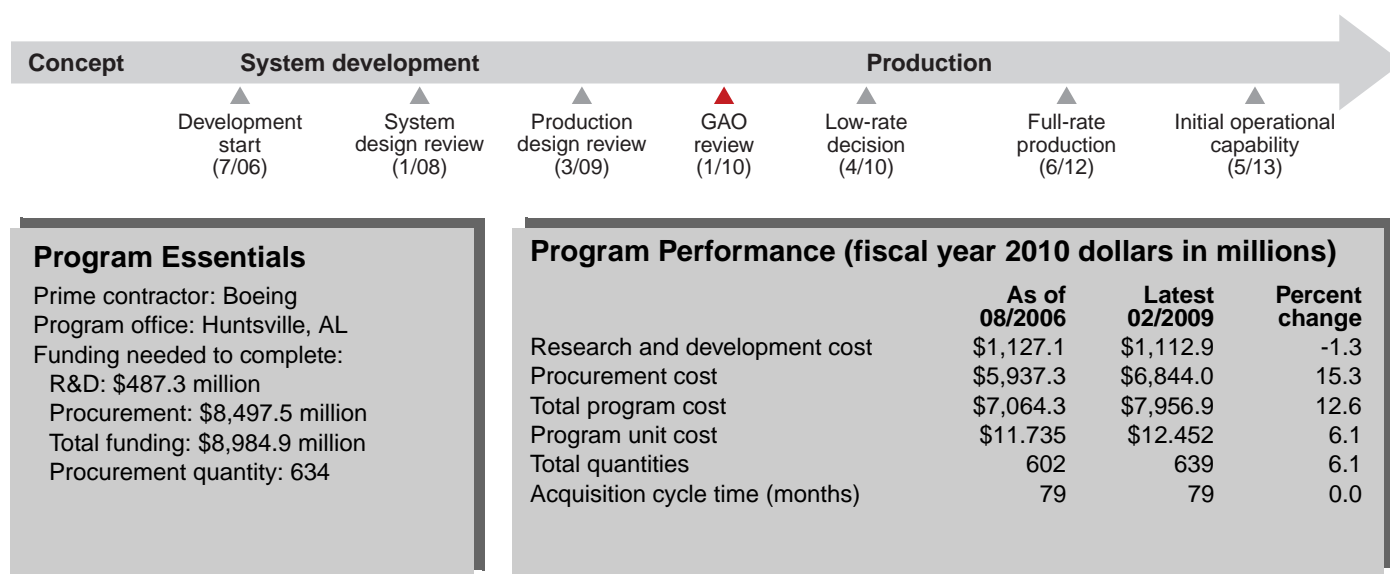 Concept System development Production
Development start (7/06)
System design review (1/08)
Production design review (3/09)
GAO review (1/10)
Low-rate decision (4/10)
Full-rate production (6/12)
Initial operational capability (5/13)
Program Essentials
Prime contractor: Boeing
Program office: Huntsville, AL
Funding needed to complete:
R&D: $487.3 million
Procurement: $8,497.5 million
Total funding: $8,984.9 million
Procurement quantity: 634
Program Performance (fiscal year 2010 dollars in millions)
As of 08/2006 Latest 02/2009 Percent change
Research and development cost $1,127.1 $1,112.9 -1.3
Procurement cost $5,937.3 $6,844.0 15.3
Total program cost $7,064.3 $7,956.9 12.6
Program unit cost $11.735 $12.452 6.1
Total quantities 602 639 6.1
Acquisition cycle time (months) 79 79 0.0